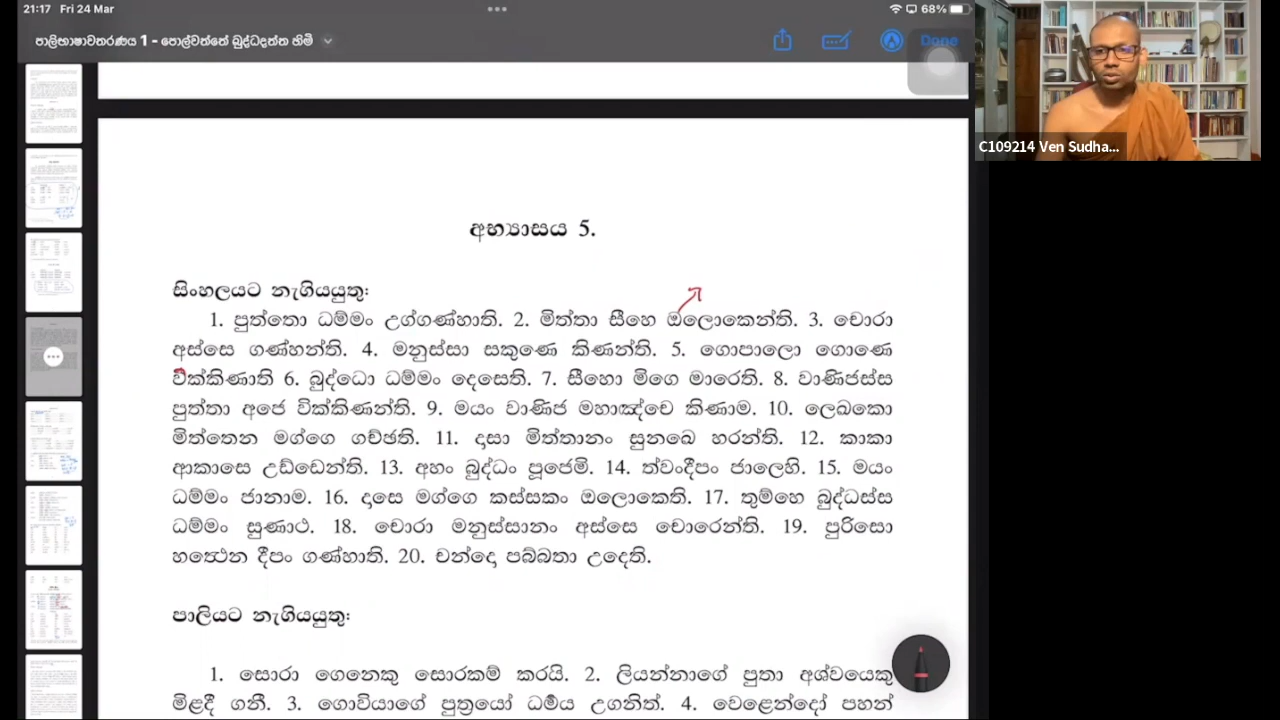 21:17 Fri 24 Mar
68%
පාලිභාෂාවතරණය 1 - පොල්වත්තේ බුද්ධදත්ත හිමි
Done
C109214 Ven Sudha...
අභ්‍යාසය 5.
සිංහලයට නැගියයුතු:
1. පුත්තො ධම්මං උග්ගණ්හාති. 2. මිත්තා සීහෙ ඔලොකෙන්ති. 3. චොරා
අස්සෙ ගණ්හන්ති. 4. මනුස්සා සකුණෙ කිණන්ති. 5. ගොපාලො ගොණෙ
වික්කිණාති 6. බුද්ධො ධම්මං දෙසෙති. 7. සීහො මිගෙ මාරෙති. 8. වාණිජස්ස
පුත්තා අජෙ වික්කිණන්ති. 9. මයං වාණිජ මහාඤ්චෙ කිණාම. 10. ලෙඛකො
මිත්තෙන මග්ගෙ ගච්ඡති. 11. දාසා මිත්තානං සුනඛෙ හරන්ති. 12. කාකා
ආකාසෙ උඩ්ඩෙන්ති. 13. අහං බුද්ධං පූජෙමි. 14. ත්වංදීපං ජාලෙහි. 15. මයං
ධම්මං ජානාම. 16. දාසෙ මග්ගෙ කස්සකං ඔලොකෙති. 17. තුම්හෙ බුද්ධස්ස
ධම්මං සුණාථ. 18. චොරා මනුස්සානං අස්සෙ චොරෙන්ති. 19. පුරිසො
හත්‍ථෙන දීපං ගණ්හාති. 20. චන්දො පබ්බතා උදෙති.
පාලියට නැගියයුතු:
1. සොරා අනෙකු සොරකම් කරයි. 2. ලියන්නාගේ පුතා අශ්වයෙකු
මිළදී ගනී. 3. ගොවියාගේ පුත්‍රයෝ ධර්‍මය උගනිත්. 4. වෙළෙන්දෝ පහන්